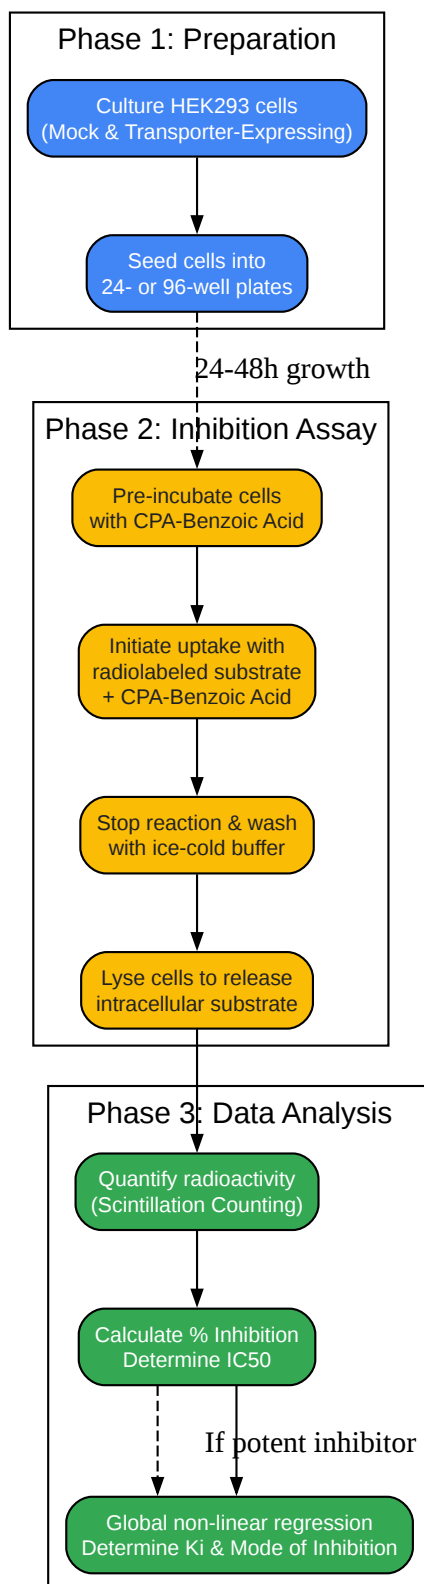 Phase 1: Preparation
Culture HEK293 cells
(Mock & Transporter-Expressing)
Seed cells into
24- or 96-well plates
24-48h growth
Phase 2: Inhibition Assay
Pre-incubate cells
with CPA-Benzoic Acid
Initiate uptake with
radiolabeled substrate
+ CPA-Benzoic Acid
Stop reaction & wash
with ice-cold buffer
Lyse cells to release
intracellular substrate
Phase 3: Data Analysis
Quantify radioactivity
(Scintillation Counting)
Calculate % Inhibition
Determine IC50
If potent inhibitor
Global non-linear regression
Determine Ki & Mode of Inhibition